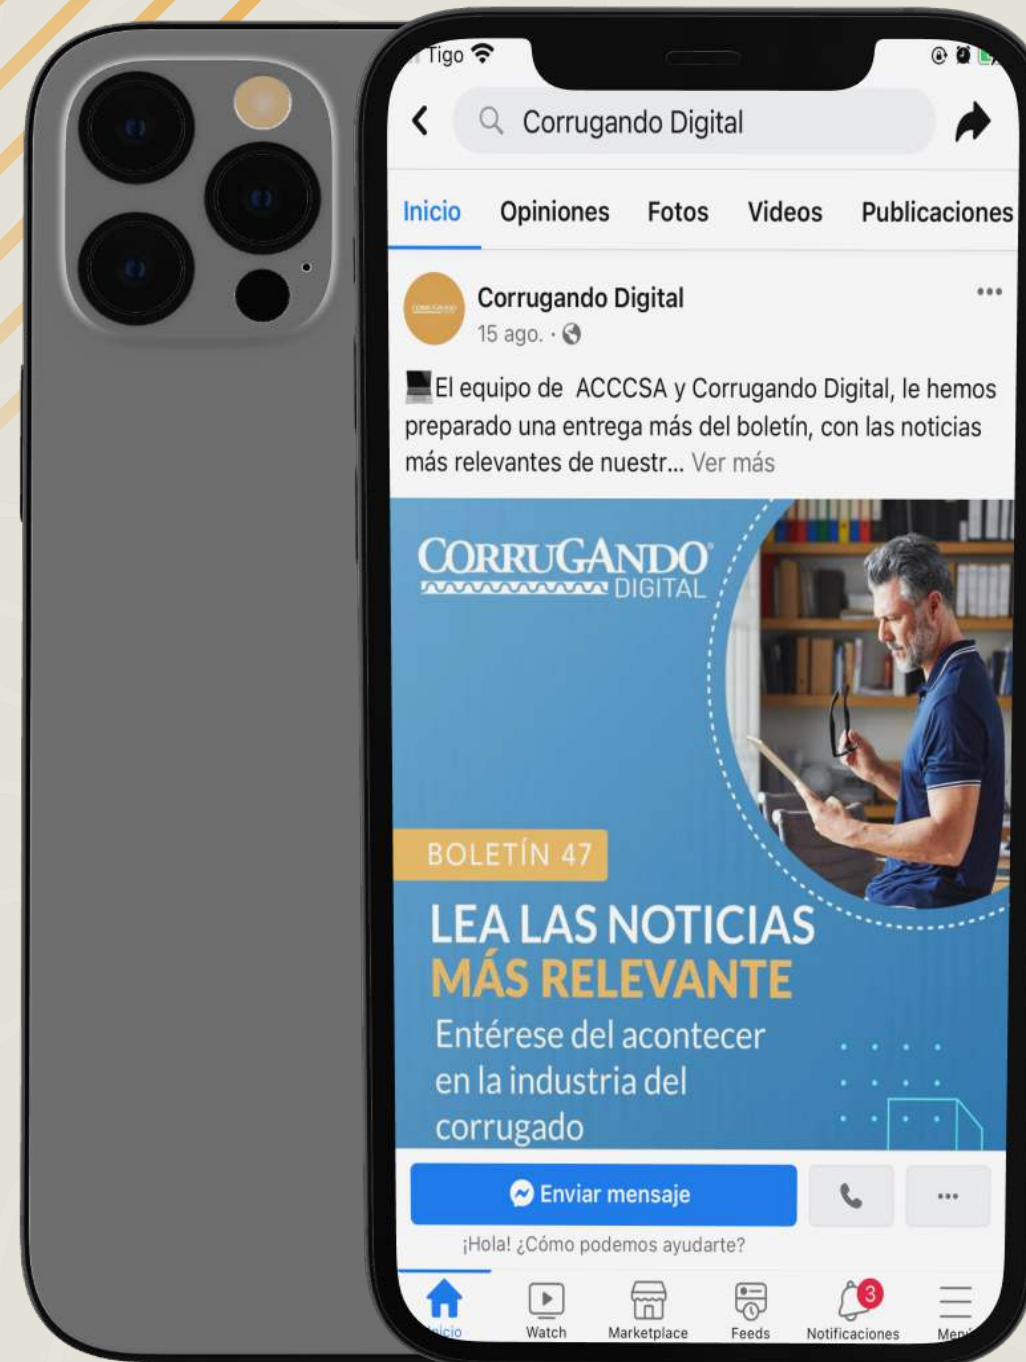 Tigo
Corrugando Digital
Inicio Opiniones Fotos Videos Publicaciones
Corrugando Digital
15 ago. ·
El equipo de ACCCSA y Corrugando Digital, le hemos
preparado una entrega más del boletín, con las noticias
más relevantes de nuestr... Ver más
CORRUGANDO®
DIGITAL
BOLETÍN 47
LEA LAS NOTICIAS
MÁS RELEVANTE
Entérese del acontecer
en la industria del
corrugado
Enviar mensaje
¡Hola! ¿Cómo podemos ayudarte?
Inicio Watch Marketplace Feeds 3 Notificaciones Menú